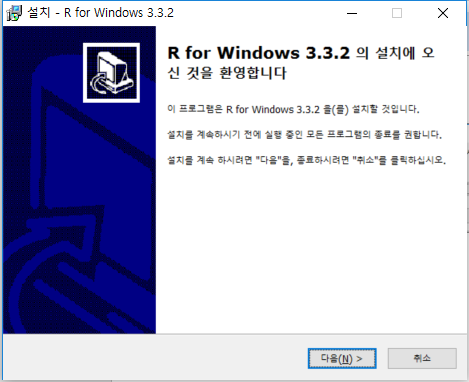 설치 - R for Windows 3.3.2
R for Windows 3.3.2 의 설치에 오
신 것을 환영합니다
이 프로그램은 R for Windows 3.3.2 을(를) 설치할 것입니다.
설치를 계속하시기 전에 실행 중인 모든 프로그램의 종료를 권합니다.
설치를 계속 하시려면 "다음"을, 종료하시려면 "취소"를 클릭하십시오.
다음(N) > 취소